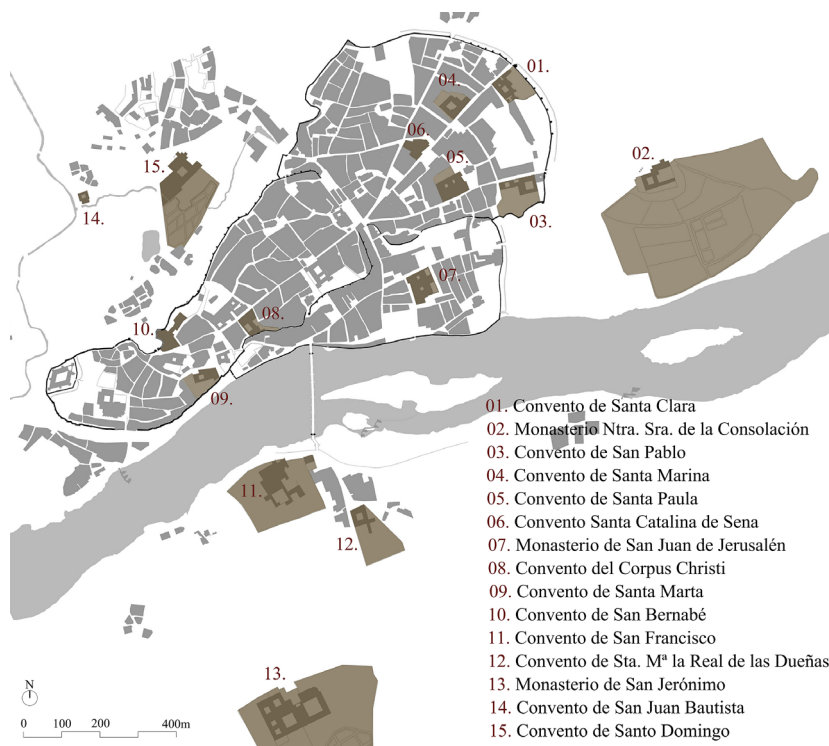 01.
04.
06.
02.
15.
05.
14.
03.
07.
08.
10.
09.
11.
12.
13.
01. Convento de Santa Clara
02. Monasterio Ntra. Sra. de la Consolación
03. Convento de San Pablo
04. Convento de Santa Marina
05. Convento de Santa Paula
06. Convento Santa Catalina de Sena
07. Monasterio de San Juan de Jerusalén
08. Convento del Corpus Christi
09. Convento de Santa Marta
10. Convento de San Bernabé
11. Convento de San Francisco
12. Convento de Sta. Mª la Real de las Dueñas
13. Monasterio de San Jerónimo
14. Convento de San Juan Bautista
15. Convento de Santo Domingo
N
0 100 200 400m